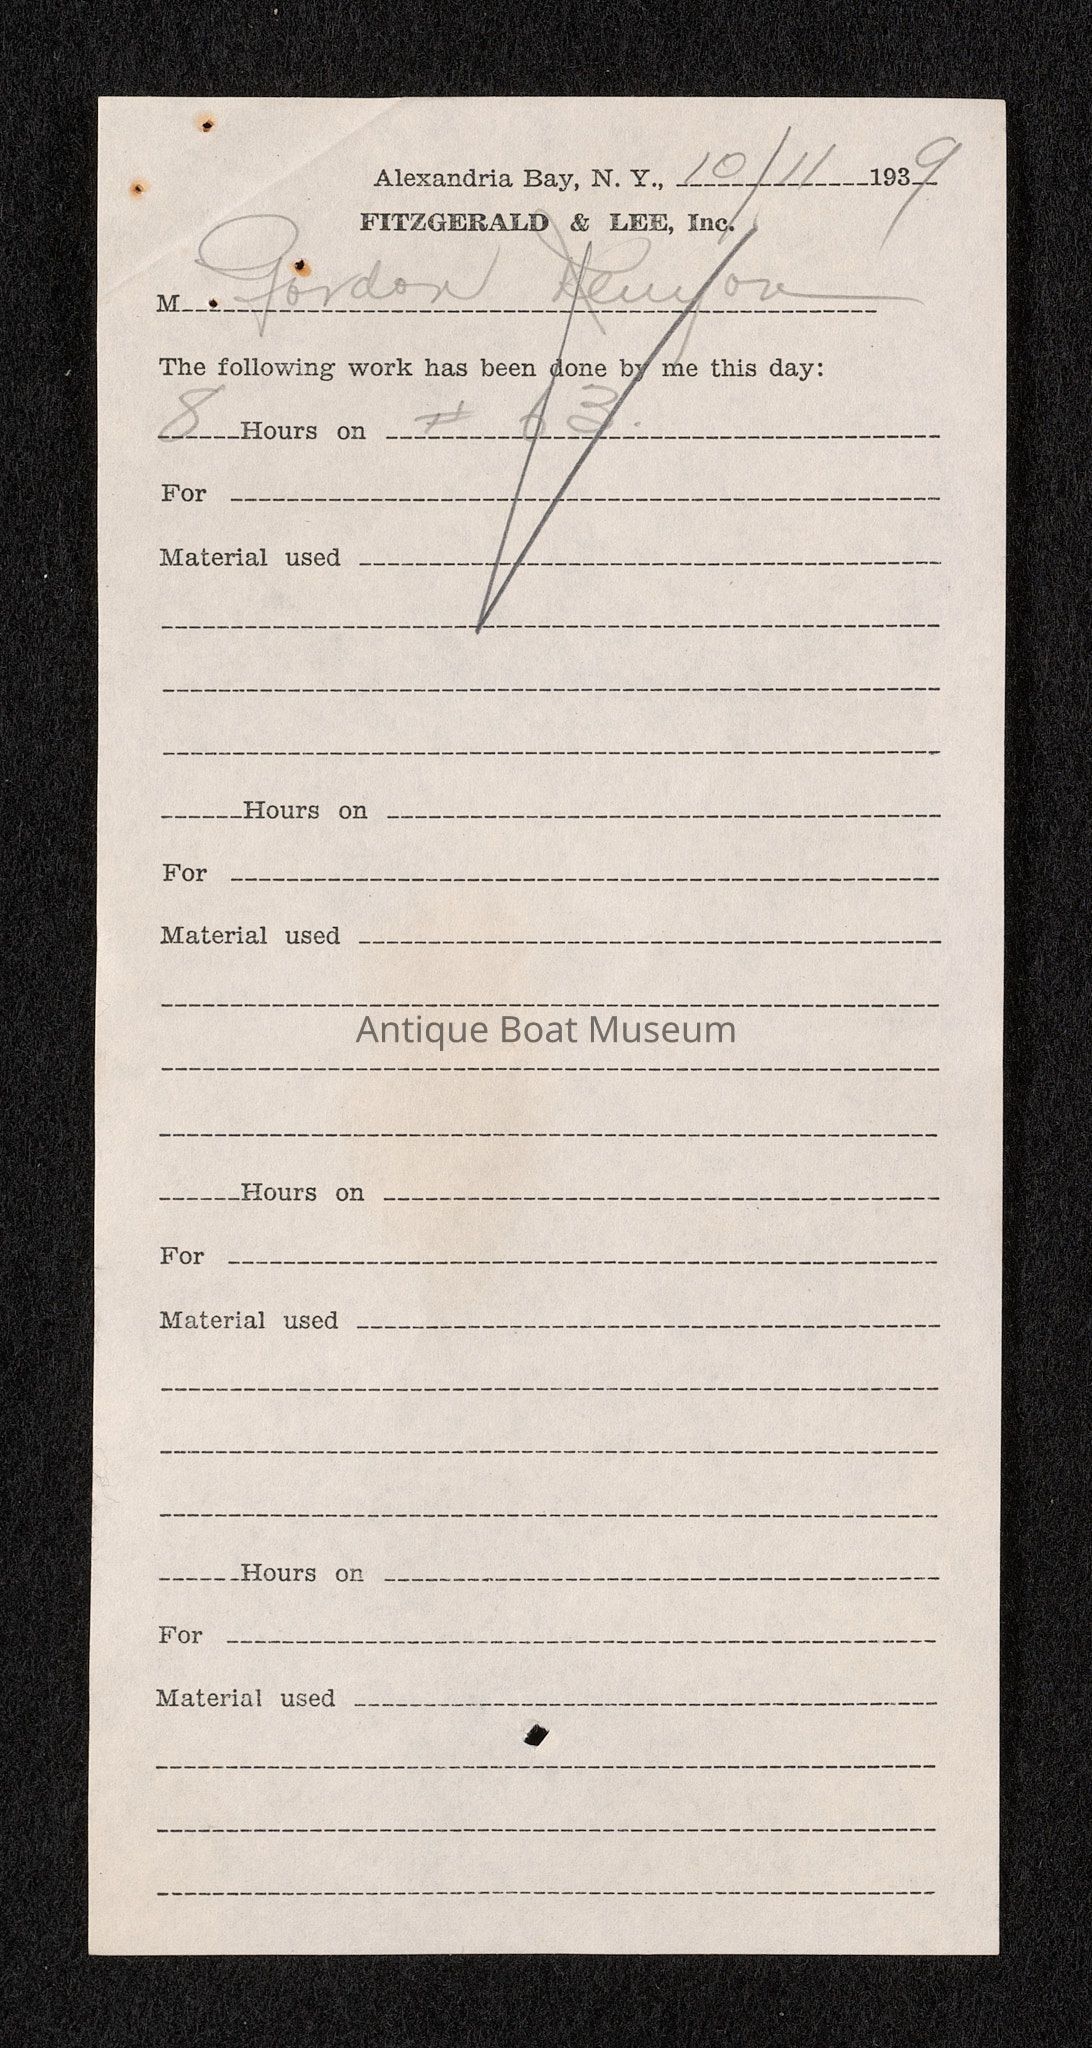 Alexandria Bay, N. Y., 10/11 1939
FITZGERALD & LEE, Inc.
M Gordon Kenyon
The following work has been done by me this day:
8 Hours on # 63.
For
Material used
Hours on
For
Material used
Antique Boat Museum
Hours on
For
Material used
Hours on
For
Material used